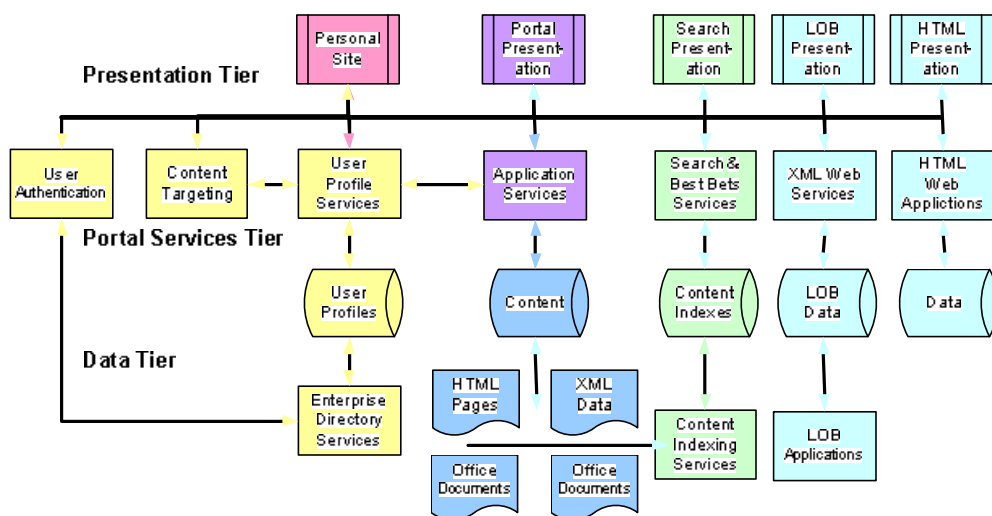 Personal
Site
Portal
Present-
ation
Search
Present-
ation
LOB
Present-
ation
HTML
Present-
ation
Presentation Tier
User
Authentication
Content
Targeting
User
Profile
Services
Application
Services
Search &
Best Bets
Services
XML Web
Services
HTML
Web
Applictions
Portal Services Tier
User
Profiles
Content
Content
Indexes
LOB
Data
Data
Data Tier
Enterprise
Directory
Services
HTML
Pages
XML
Data
Office
Documents
Office
Documents
Content
Indexing
Services
LOB
Applications